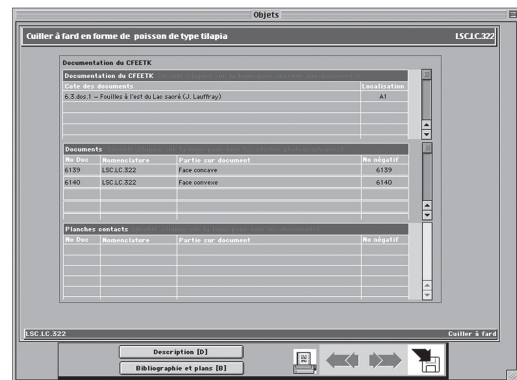 Objets
Cuiller à fard en forme de poisson de type tilapia LSC.LC.322
Documentation du CFEETK
Documentation du CFEETK
Cote des documents Localisation
6.3.dos.1 – Fouilles à l'est du Lac sacré (J. Lauffray) A1
Documents
No Doc Nomenclature Partie sur document No négatif
6139 LSC.LC.322 Face concave 6139
6140 LSC.LC.322 Face convexe 6140
Planches contacts
No Doc Nomenclature Partie sur document No négatif
LSC.LC.322 Cuiller à fard
Description [D]
Bibliographie et plans [B]